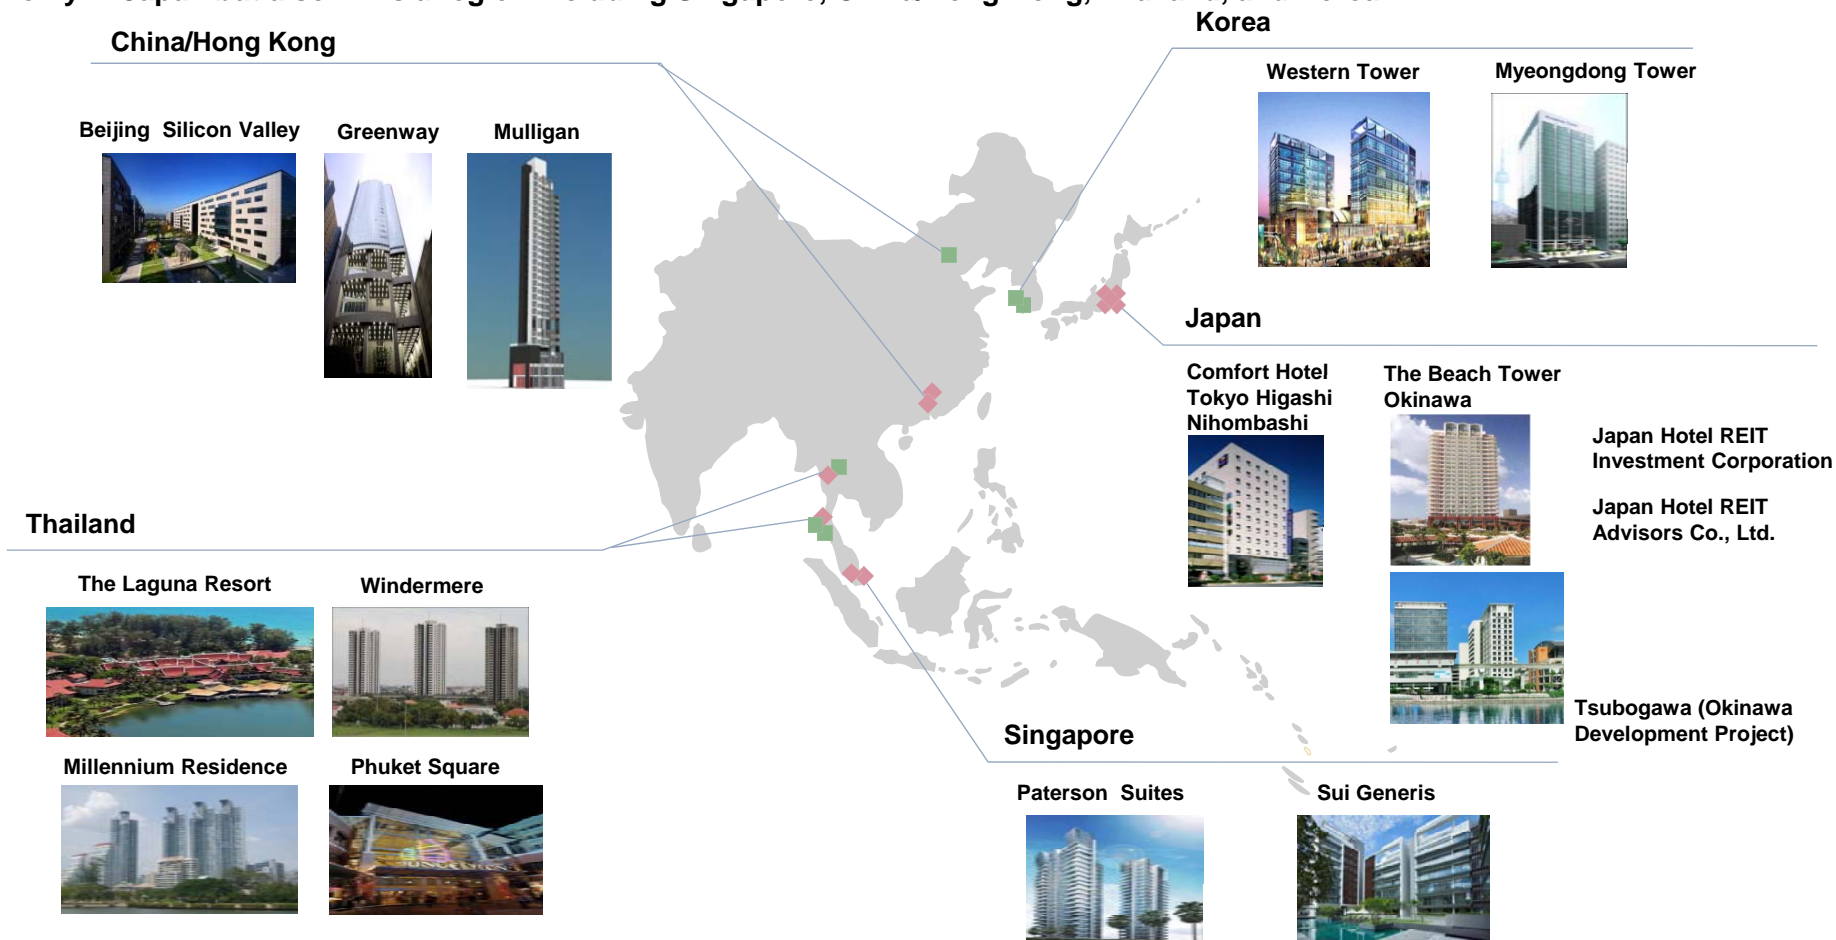 China/Hong Kong
Beijing Silicon Valley
Greenway
Mulligan
Korea
Western Tower
Myeongdong Tower
Japan
Comfort Hotel
Tokyo Higashi
Nihombashi
The Beach Tower
Okinawa
Japan Hotel REIT
Investment Corporation
Japan Hotel REIT
Advisors Co., Ltd.
Tsubogawa (Okinawa
Development Project)
Thailand
The Laguna Resort
Windermere
Millennium Residence
Phuket Square
Singapore
Paterson Suites
Sui Generis